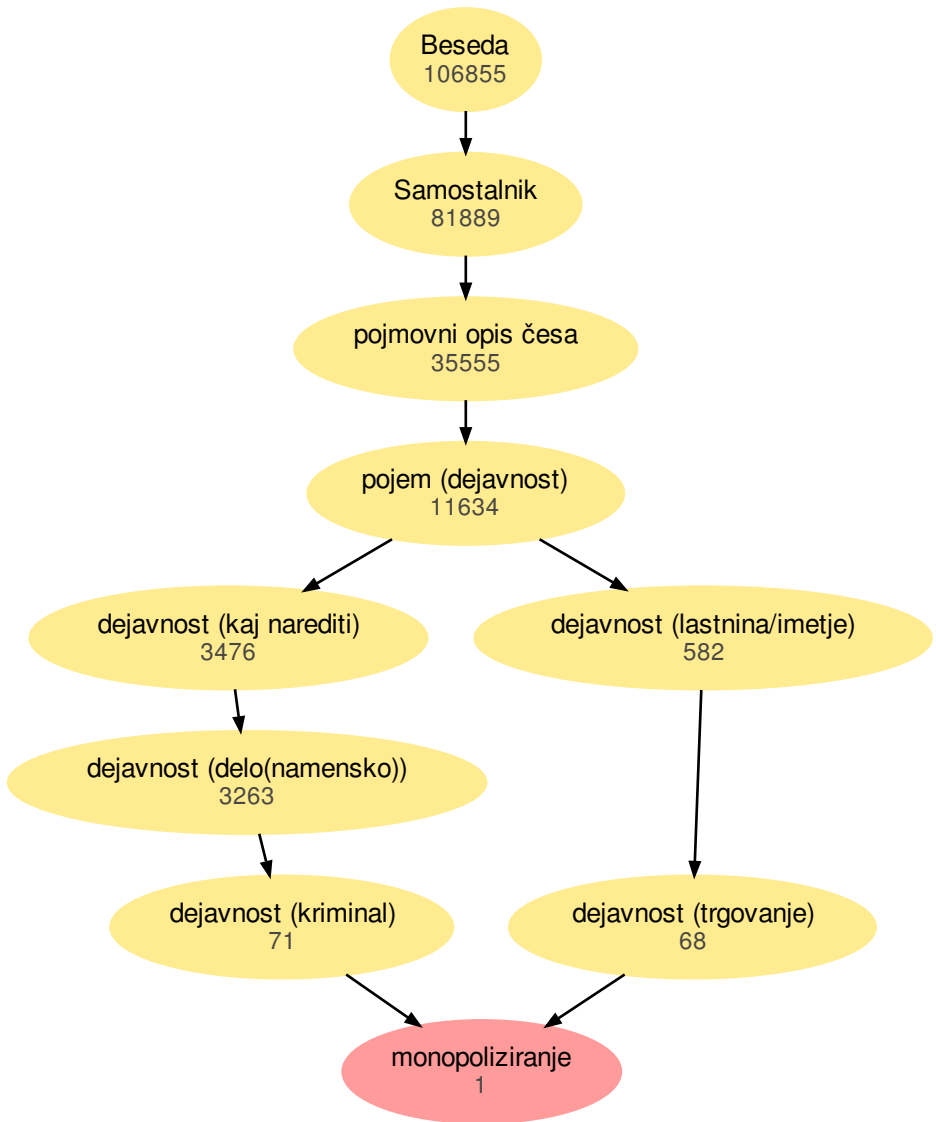 Beseda
106855
Samostalnik
81889
pojmovni opis česa
35555
pojem (dejavnost)
11634
dejavnost (kaj narediti)
3476
dejavnost (lastnina/imetje)
582
dejavnost (delo(namensko))
3263
dejavnost (kriminal)
71
dejavnost (trgovanje)
68
monopoliziranje
1